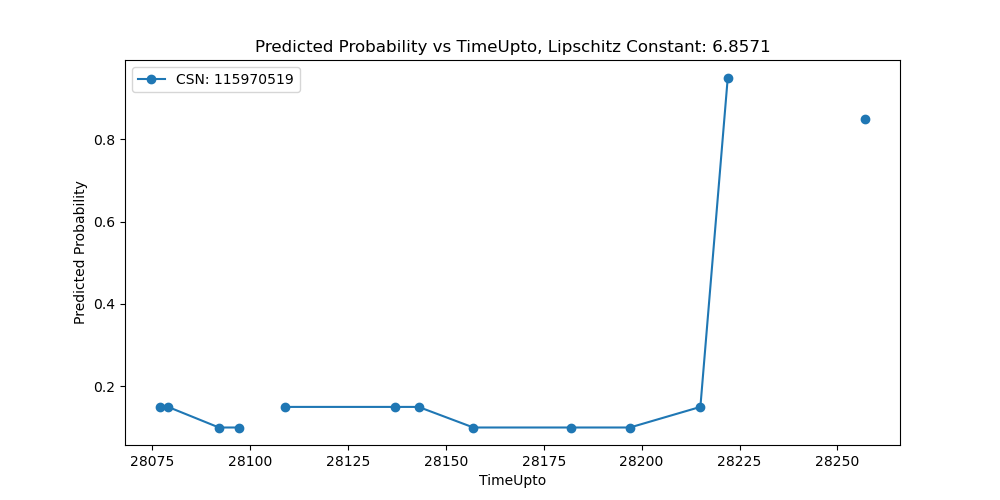 Predicted Probability vs TimeUpto, Lipschitz Constant: 6.8571
CSN: 115970519
Predicted Probability
0.8
0.6
0.4
0.2
28075 28100 28125 28150 28175 28200 28225 28250
TimeUpto